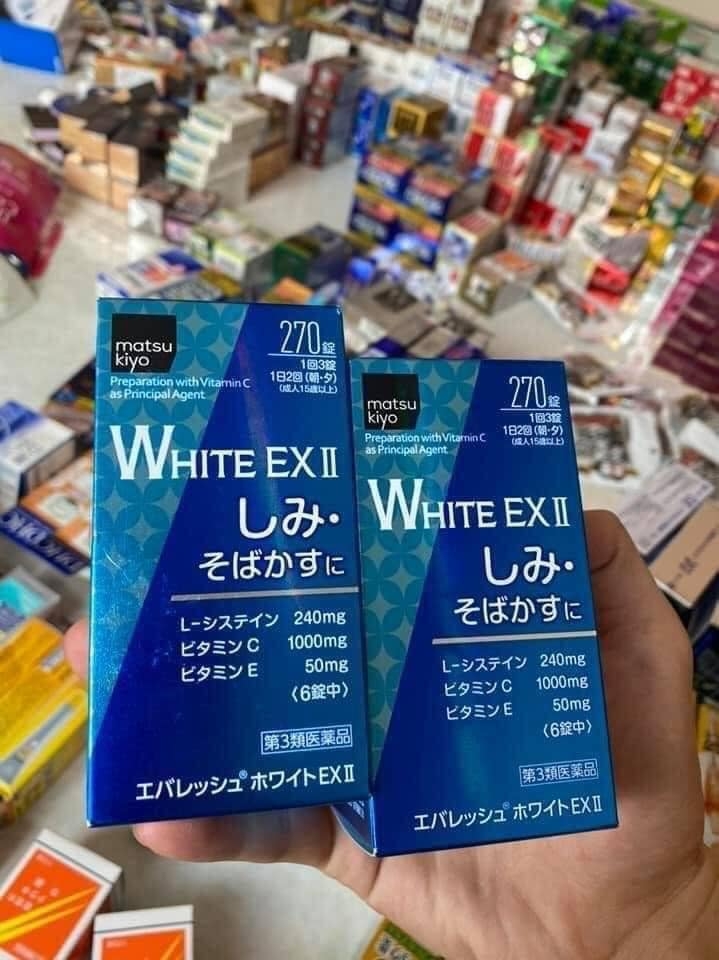 matsu
kiyo
Preparation with Vitamin C
as Principal Agent
270錠
1回3錠
1日2回(朝・夕)
(成人15歳以上)
WHITE EX II
しみ・
そばかすに
L-システイン 240mg
ビタミンC 1000mg
ビタミンE 50mg
〈6錠中〉
第3類医薬品
エバレッシュ®ホワイトEX II
matsu
kiyo
Preparation with Vitamin C
as Principal Agent
270錠
1回3錠
1日2回(朝・夕)
(成人15歳以上)
WHITE EX II
しみ・
そばかすに
L-システイン 240mg
ビタミンC 1000mg
ビタミンE 50mg
〈6錠中〉
第3類医薬品
エバレッシュ®ホワイトEX II